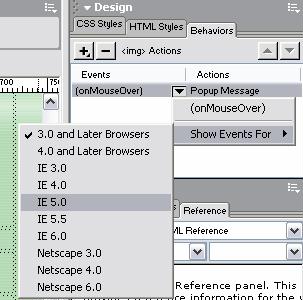 Design
CSS Styles HTML Styles Behaviors
<img> Actions
Events Actions
(onMouseOver) Popup Message
(onMouseOver)
Show Events For
700 750
3.0 and Later Browsers
4.0 and Later Browsers
IE 3.0
IE 4.0
IE 5.0
IE 5.5
IE 6.0
Netscape 3.0
Netscape 4.0
Netscape 6.0
Reference
ML Reference
Reference panel. This
ce information for the